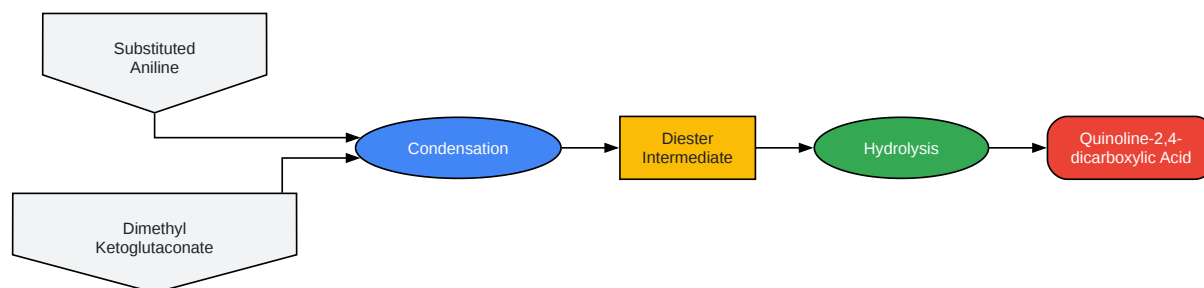 Substituted
Aniline
Dimethyl
Ketoglutaconate
Condensation
Diester
Intermediate
Hydrolysis
Quinoline-2,4-
dicarboxylic Acid